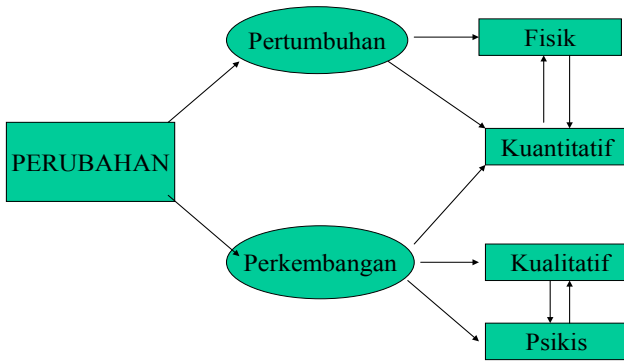 Pertumbuhan
Fisik
PERUBAHAN
Kuantitatif
Perkembangan
Kualitatif
Psikis